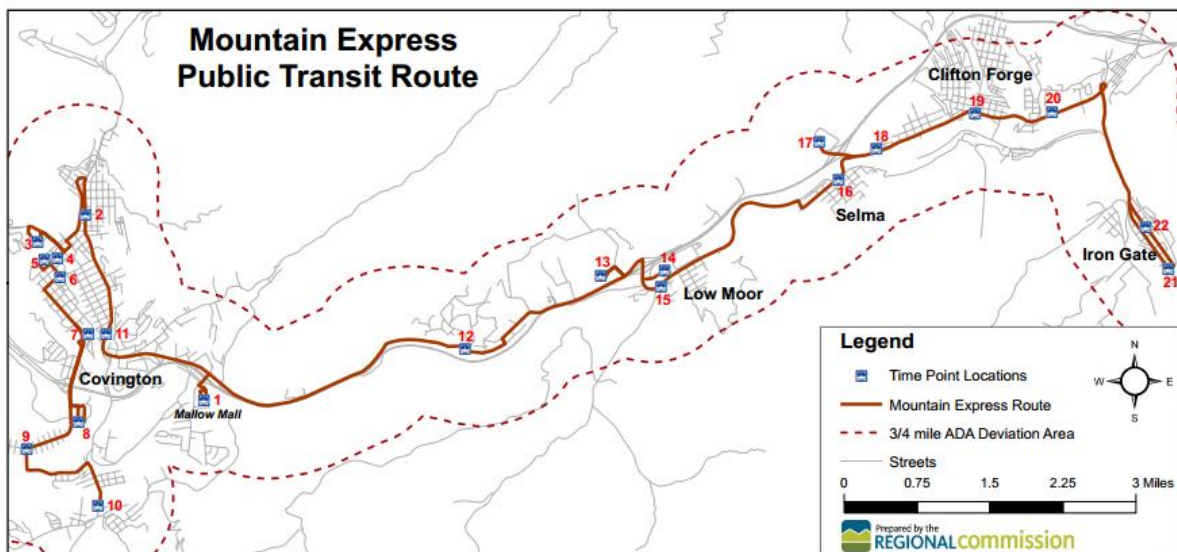 Mountain Express
Public Transit Route
Clifton Forge
19
20
18
17
16
Selma
2
3
4
5
6
22
Iron Gate
21
13
14
15
Low Moor
7
11
12
Covington
1
Mallow Mall
8
9
10
Legend
Time Point Locations
Mountain Express Route
3/4 mile ADA Deviation Area
Streets
N
W
E
S
0 0.75 1.5 2.25 3 Miles
Prepared by the
REGIONALcommission